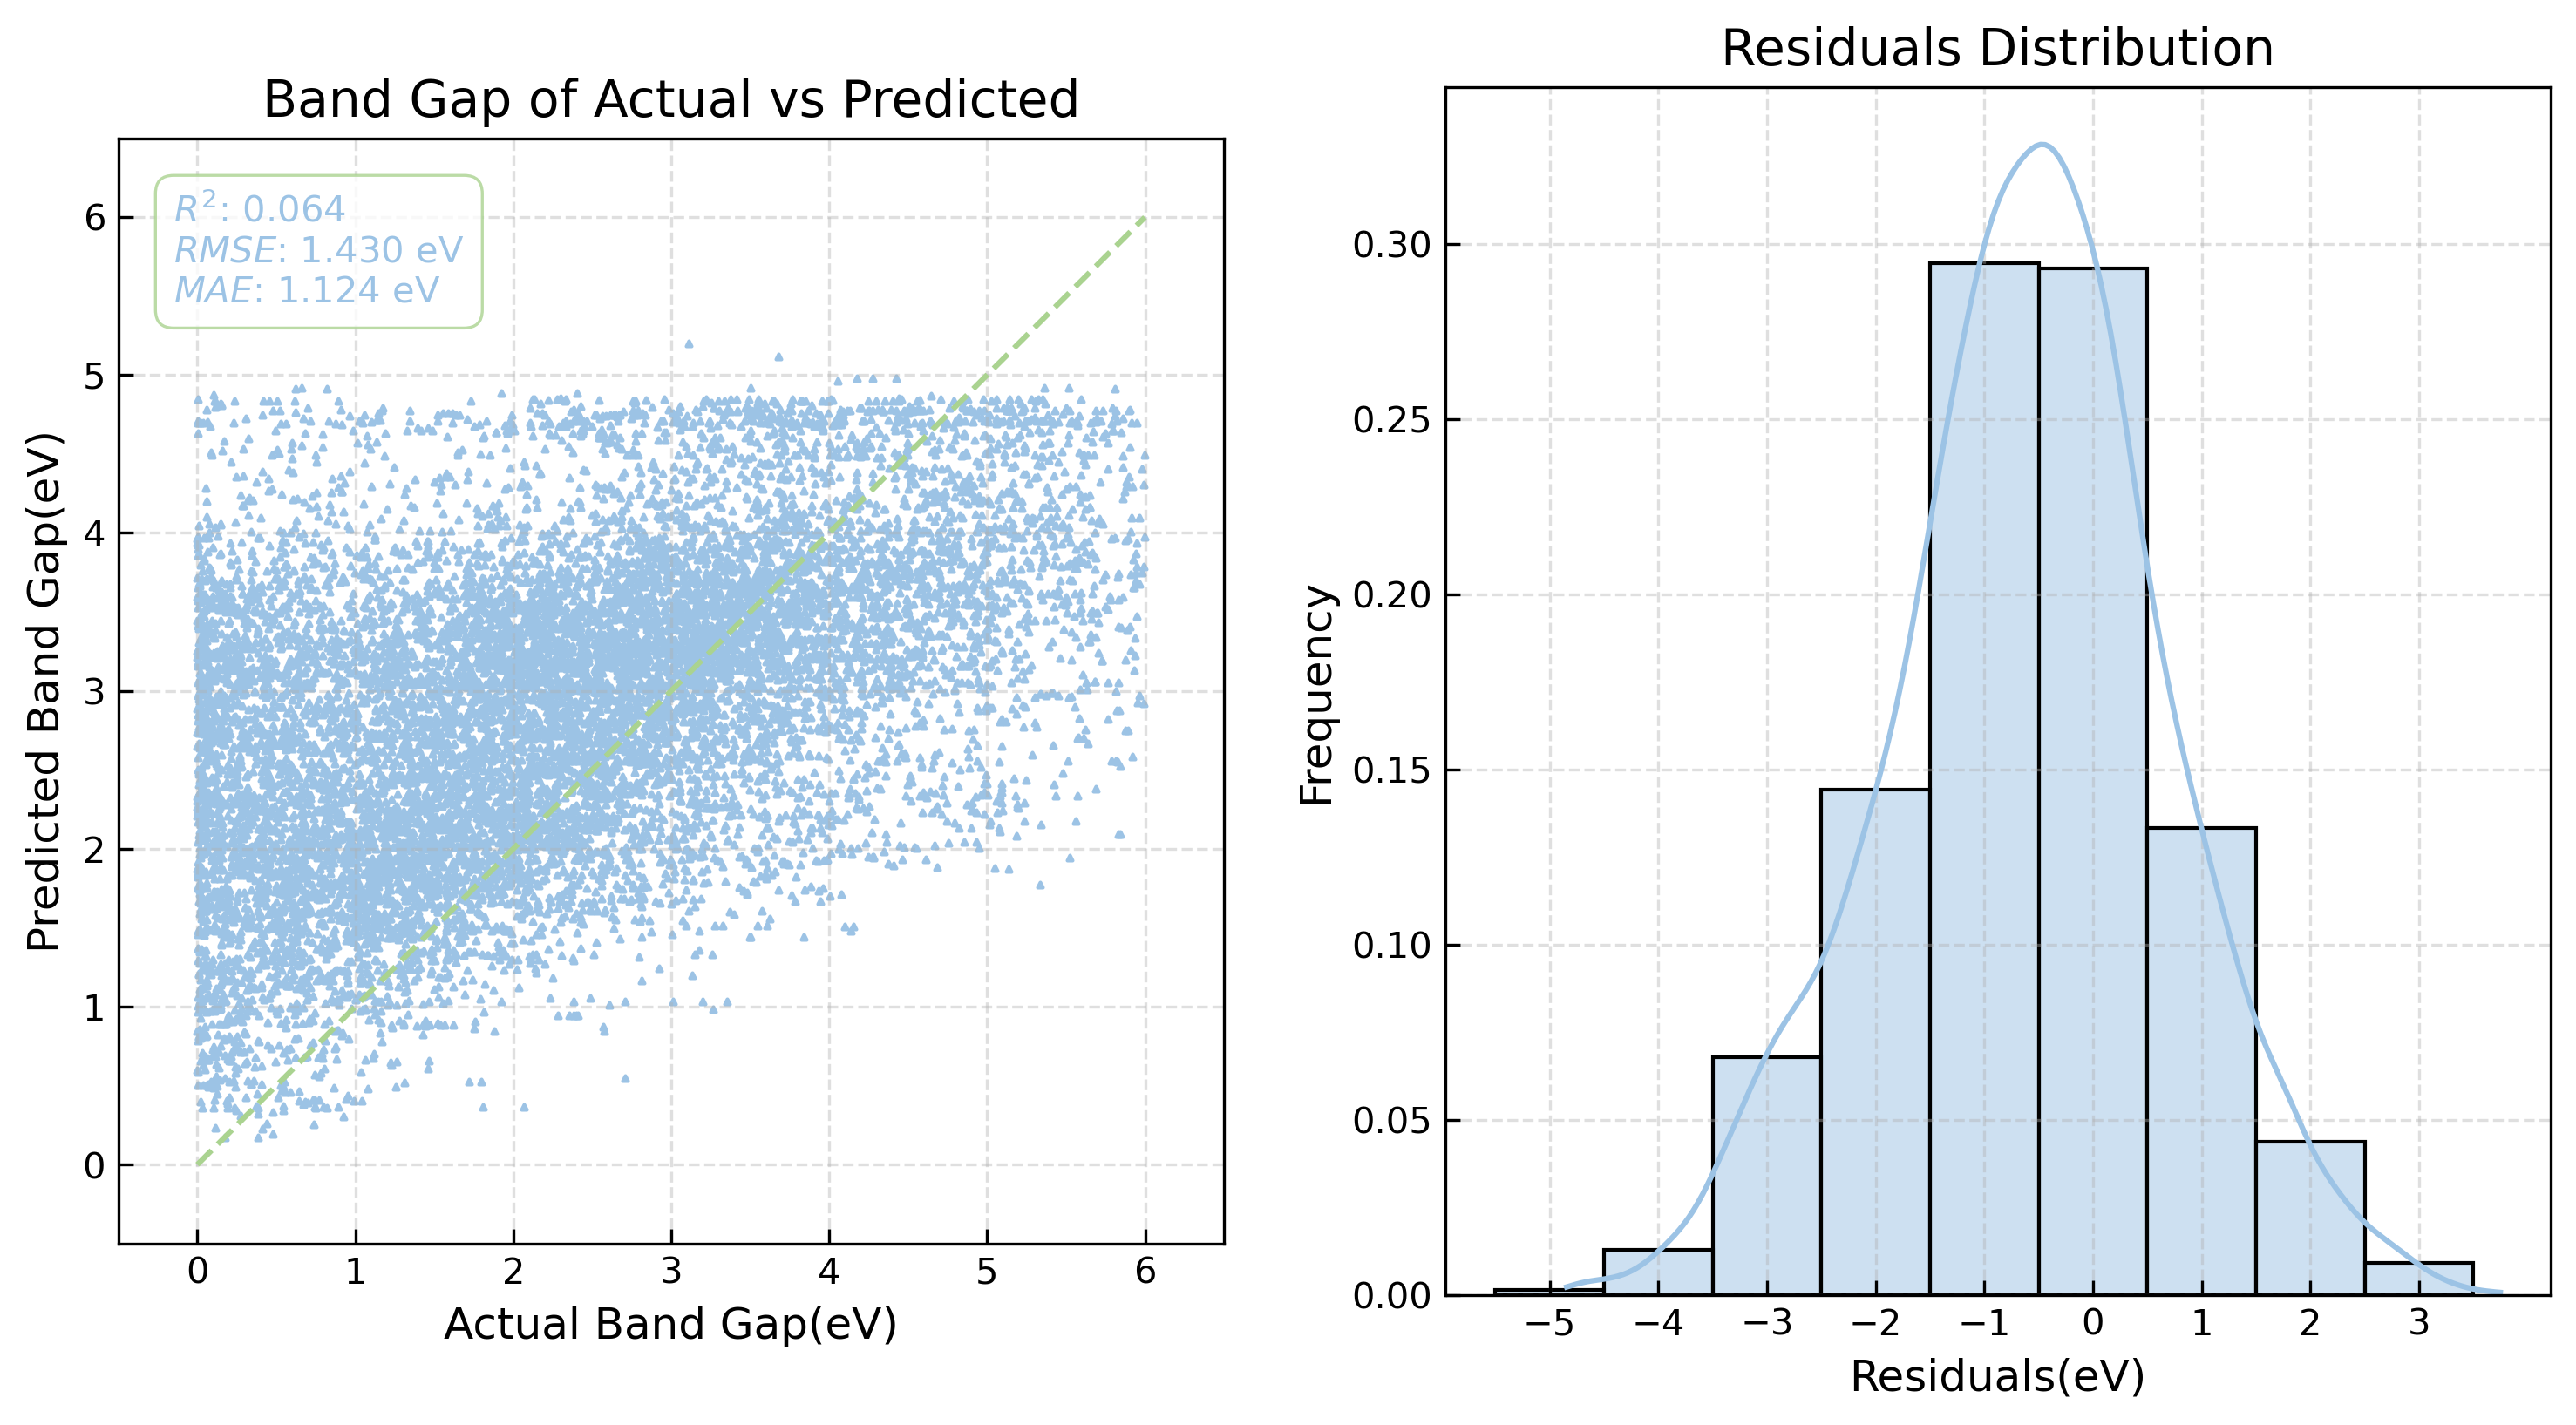 Band Gap of Actual vs Predicted
R²: 0.064
RMSE: 1.430 eV
MAE: 1.124 eV
Predicted Band Gap(eV)
6
5
4
3
2
1
0
0 1 2 3 4 5 6
Actual Band Gap(eV)
Residuals Distribution
Frequency
0.30
0.25
0.20
0.15
0.10
0.05
0.00
−5 −4 −3 −2 −1 0 1 2 3
Residuals(eV)